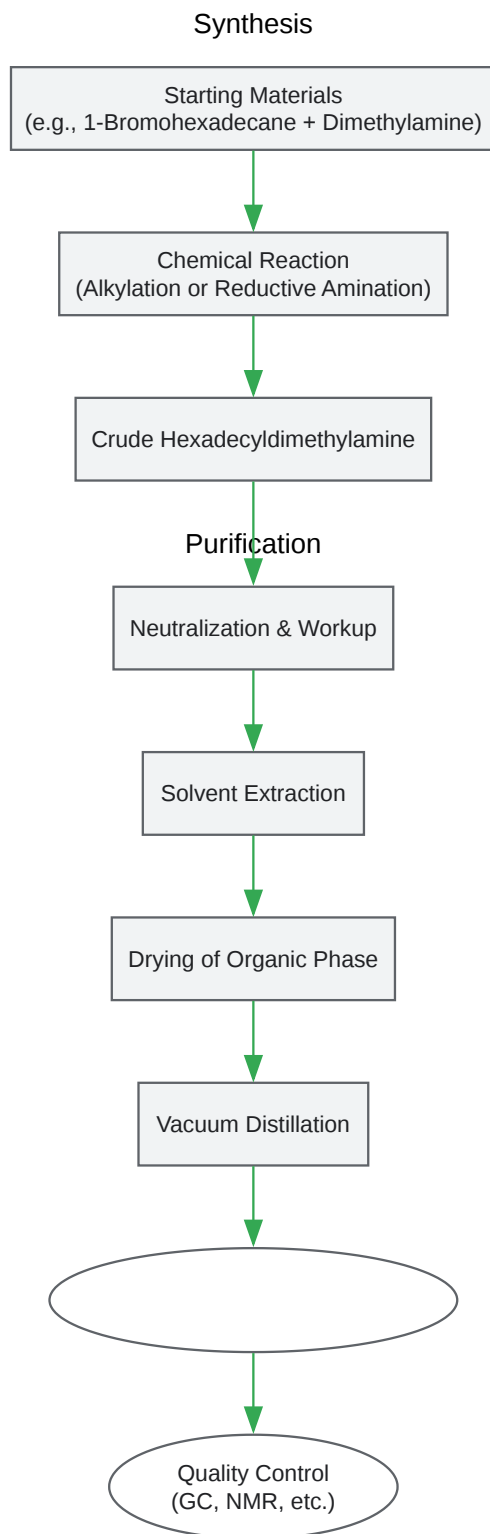 Synthesis
Starting Materials
(e.g., 1-Bromohexadecane + Dimethylamine)
Chemical Reaction
(Alkylation or Reductive Amination)
Crude Hexadecyldimethylamine
Purification
Neutralization & Workup
Solvent Extraction
Drying of Organic Phase
Vacuum Distillation
Quality Control
(GC, NMR, etc.)